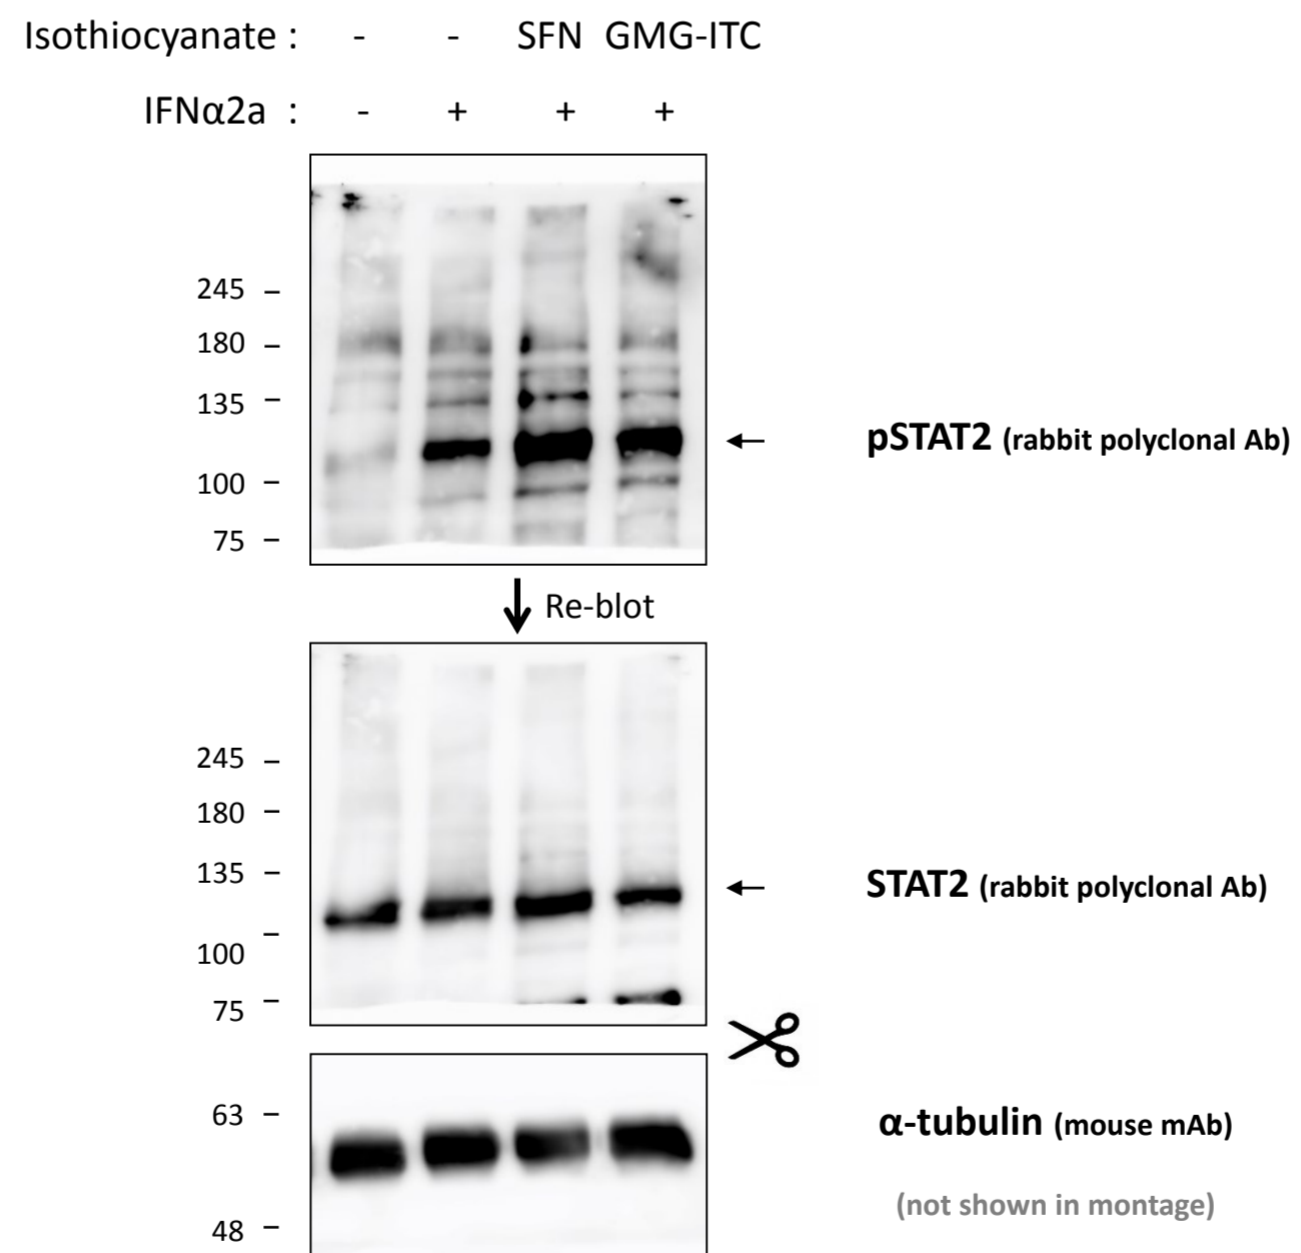 Isothiocyanate : - - SFN GMG-ITC
IFNα2a : - + + +
245 –
180 –
135 –
100 –
75 –
pSTAT2 (rabbit polyclonal Ab)
Re-blot
245 –
180 –
135 –
100 –
75 –
STAT2 (rabbit polyclonal Ab)
63 –
48 –
α-tubulin (mouse mAb)
(not shown in montage)